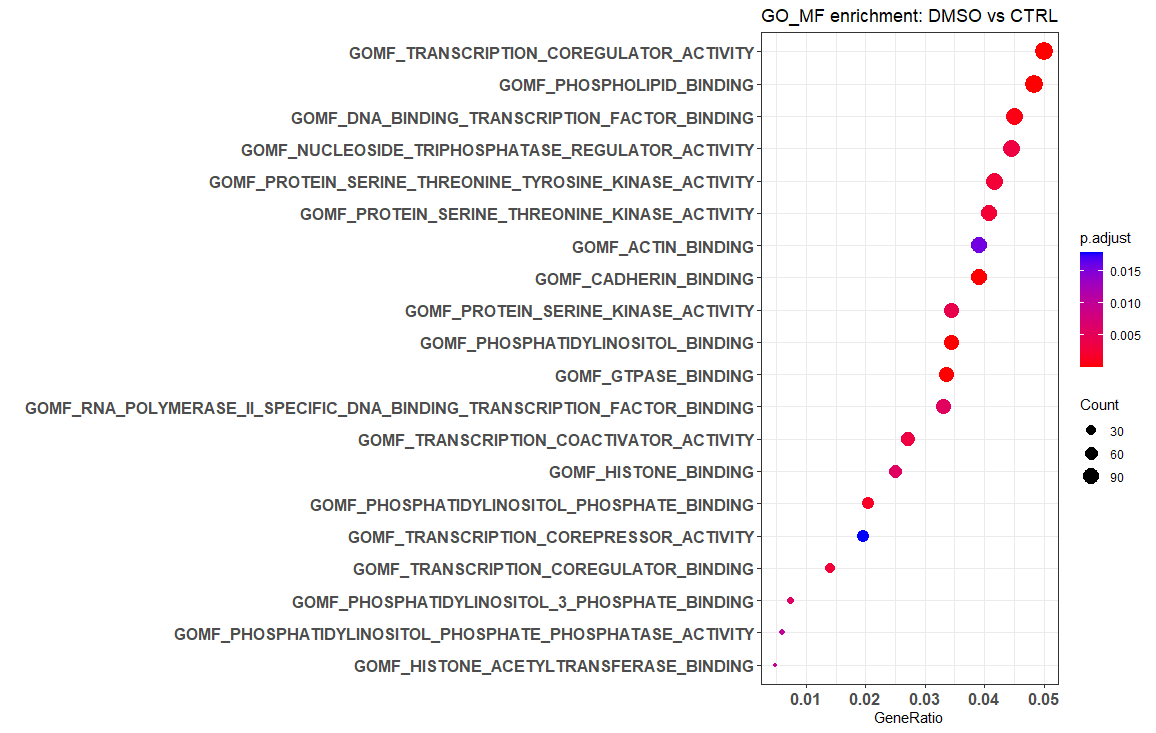 GO_MF enrichment: DMSO vs CTRL
GOMF_TRANSCRIPTION_COREGULATOR_ACTIVITY
GOMF_PHOSPHOLIPID_BINDING
GOMF_DNA_BINDING_TRANSCRIPTION_FACTOR_BINDING
GOMF_NUCLEOSIDE_TRIPHOSPHATASE_REGULATOR_ACTIVITY
GOMF_PROTEIN_SERINE_THREONINE_TYROSINE_KINASE_ACTIVITY
GOMF_PROTEIN_SERINE_THREONINE_KINASE_ACTIVITY
GOMF_ACTIN_BINDING
GOMF_CADHERIN_BINDING
GOMF_PROTEIN_SERINE_KINASE_ACTIVITY
GOMF_PHOSPHATIDYLINOSITOL_BINDING
GOMF_GTPASE_BINDING
GOMF_RNA_POLYMERASE_II_SPECIFIC_DNA_BINDING_TRANSCRIPTION_FACTOR_BINDING
GOMF_TRANSCRIPTION_COACTIVATOR_ACTIVITY
GOMF_HISTONE_BINDING
GOMF_PHOSPHATIDYLINOSITOL_PHOSPHATE_BINDING
GOMF_TRANSCRIPTION_COREPRESSOR_ACTIVITY
GOMF_TRANSCRIPTION_COREGULATOR_BINDING
GOMF_PHOSPHATIDYLINOSITOL_3_PHOSPHATE_BINDING
GOMF_PHOSPHATIDYLINOSITOL_PHOSPHATE_PHOSPHATASE_ACTIVITY
GOMF_HISTONE_ACETYLTRANSFERASE_BINDING
0.01 0.02 0.03 0.04 0.05
GeneRatio
p.adjust
0.015
0.010
0.005
Count
30
60
90